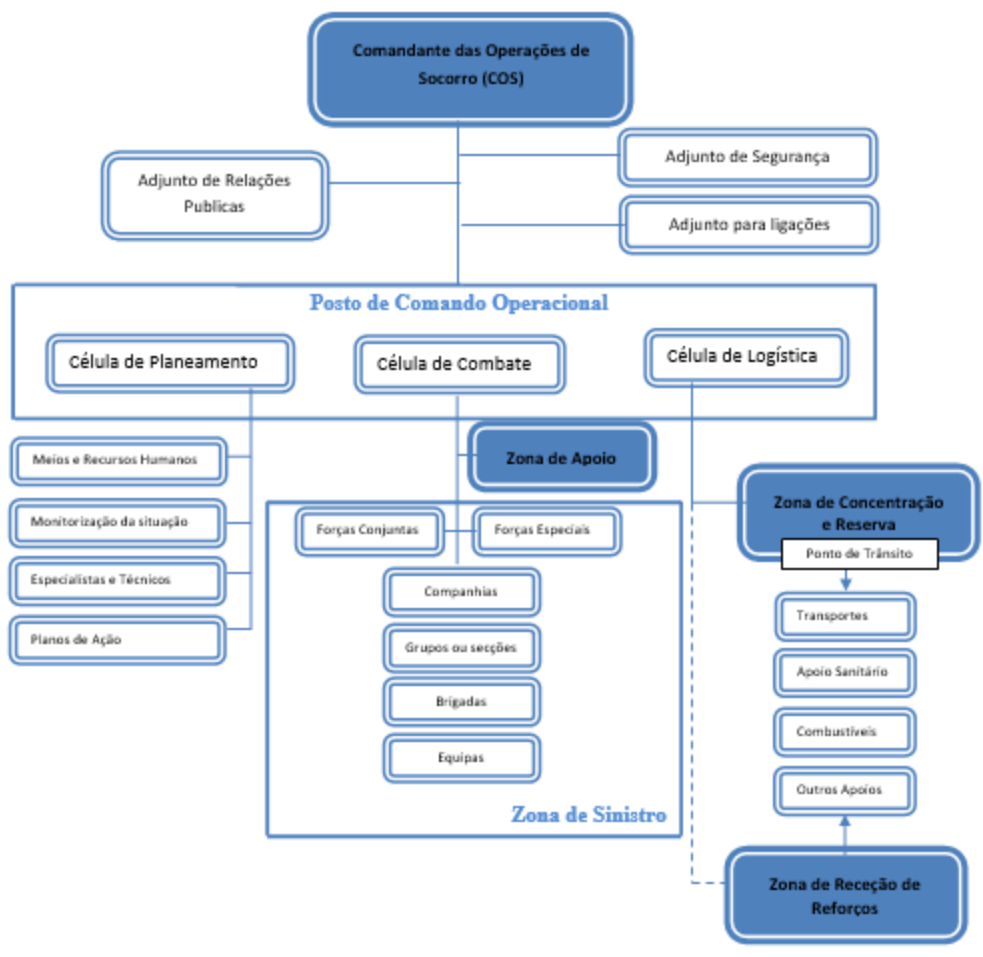 Comandante das Operações de
Socorro (COS)
Adjunto de Segurança
Adjunto de Relações
Publicas
Adjunto para ligações
Posto de Comando Operacional
Célula de Planeamento
Célula de Combate
Célula de Logística
Meios e Recursos Humanos
Monitorização da situação
Especialistas e Técnicos
Planos de Ação
Zona de Apoio
Forças Conjuntas
Forças Especiais
Companhias
Grupos ou secções
Brigadas
Equipas
Zona de Sinistro
Zona de Concentração
e Reserva
Ponto de Trânsito
Transportes
Apoio Sanitário
Combustíveis
Outros Apoios
Zona de Receção de
Reforços